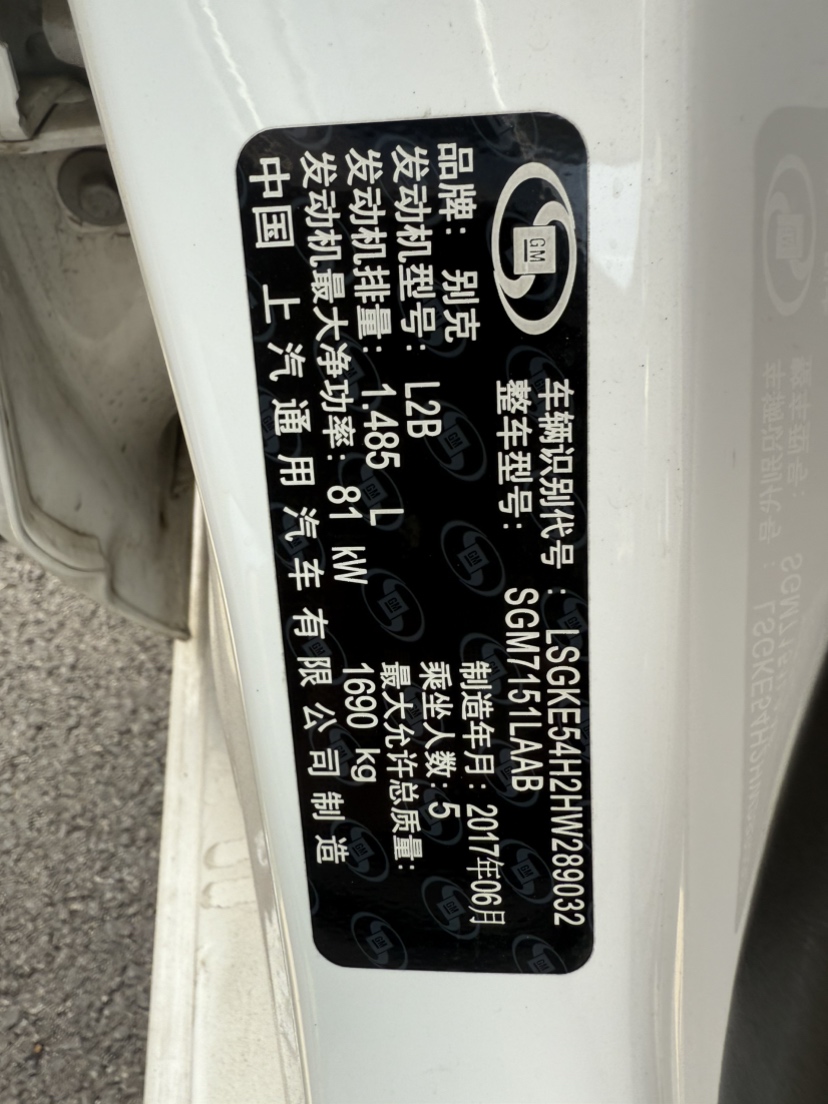 GM
车辆识别代号：LSGKE54H2HW289032
整车型号：SGM7151LAAB
品牌：别克
制造年月：2017年06月
发动机型号：L2B
乘坐人数：5
发动机排量：1.485 L
最大允许总质量：
发动机最大净功率：81 kW
1690 kg
中国 上汽通用汽车有限公司制造